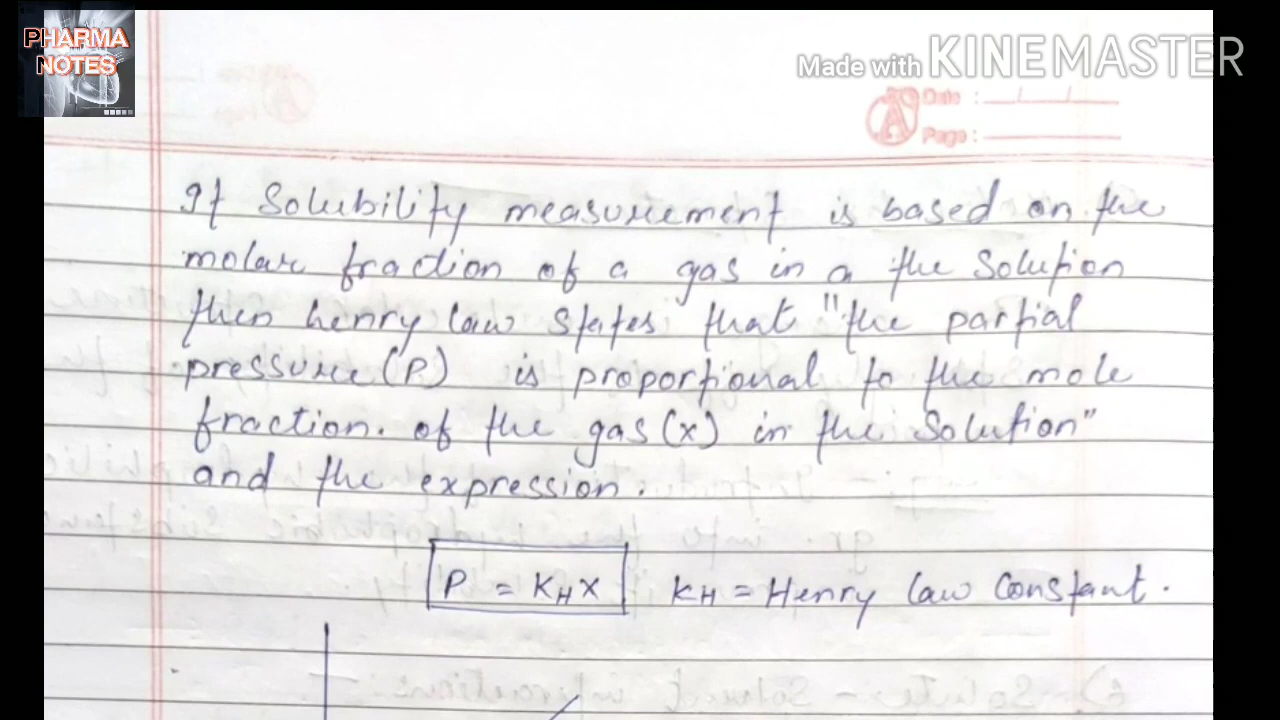 PHARMA
NOTES
Made with KINEMASTER
Date :
Page :
If Solubility measurement is based on the
molar fraction of a gas in a the Solution
then henry law states that "the partial
pressure (P) is proportional to the mole
fraction. of the gas (x) in the Solution"
and the expression.
P = KHX KH = Henry law Constant.